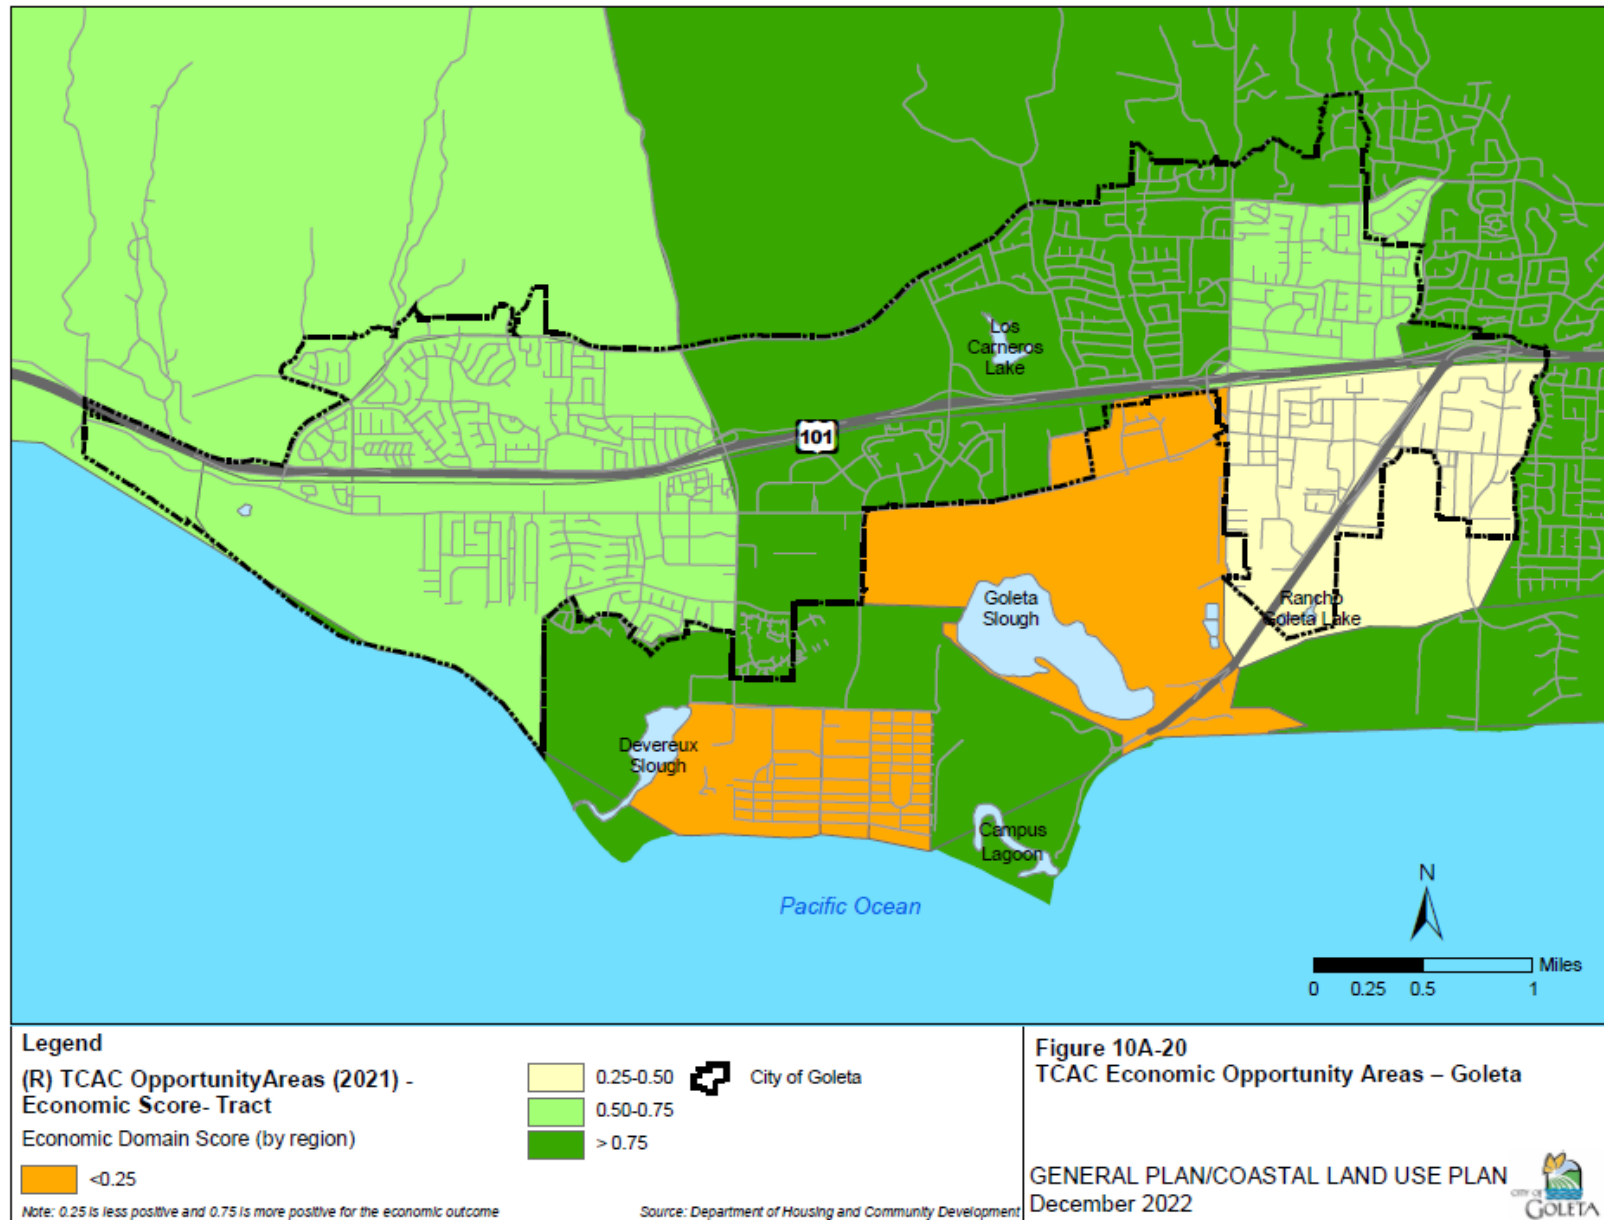 Los
Carneros
Lake
101
Goleta
Slough
Rancho
Goleta Lake
Devereux
Slough
Campus
Lagoon
Pacific Ocean
N
Miles
0 0.25 0.5 1
Legend
(R) TCAC OpportunityAreas (2021) -
Economic Score- Tract
Economic Domain Score (by region)
<0.25
0.25-0.50
0.50-0.75
> 0.75
City of Goleta
Note: 0.25 is less positive and 0.75 is more positive for the economic outcome
Source: Department of Housing and Community Development
Figure 10A-20
TCAC Economic Opportunity Areas – Goleta
GENERAL PLAN/COASTAL LAND USE PLAN
December 2022
CITY OF
GOLETA